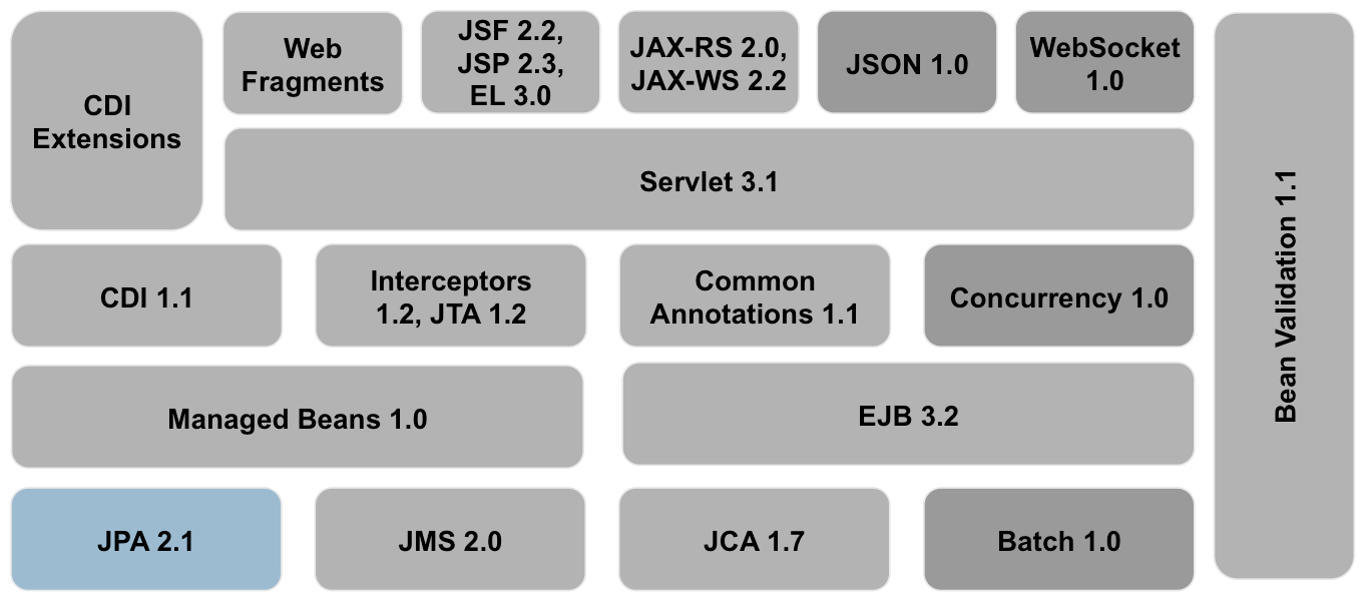 CDI
Extensions
Web
Fragments
JSF 2.2,
JSP 2.3,
EL 3.0
JAX-RS 2.0,
JAX-WS 2.2
JSON 1.0
WebSocket
1.0
Servlet 3.1
CDI 1.1
Interceptors
1.2, JTA 1.2
Common
Annotations 1.1
Concurrency 1.0
Managed Beans 1.0
EJB 3.2
JPA 2.1
JMS 2.0
JCA 1.7
Batch 1.0
Bean Validation 1.1